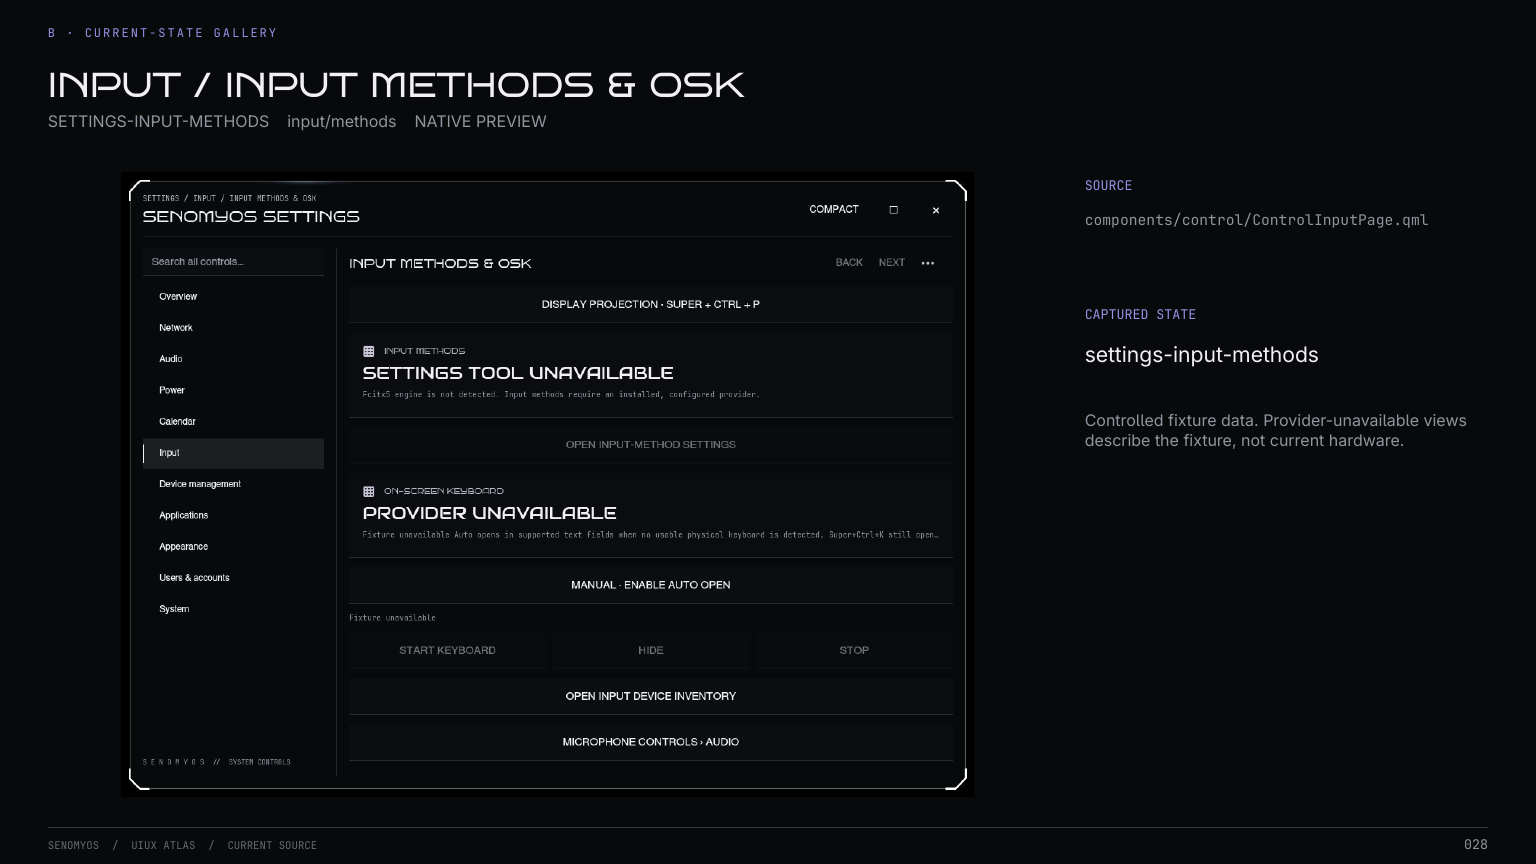 B · CURRENT-STATE GALLERY
INPUT / INPUT METHODS & OSK
SETTINGS-INPUT-METHODS input/methods NATIVE PREVIEW
SETTINGS / INPUT / INPUT METHODS & OSK
SENOMYOS SETTINGS
COMPACT
Search all controls...
Overview
Network
Audio
Power
Calendar
Input
Device management
Applications
Appearance
Users & accounts
System
SENOMYOS // SYSTEM CONTROLS
INPUT METHODS & OSK
BACK NEXT •••
DISPLAY PROJECTION · SUPER + CTRL + P
INPUT METHODS
SETTINGS TOOL UNAVAILABLE
Fcitx5 engine is not detected. Input methods require an installed, configured provider.
OPEN INPUT-METHOD SETTINGS
ON-SCREEN KEYBOARD
PROVIDER UNAVAILABLE
Fixture unavailable Auto opens in supported text fields when no usable physical keyboard is detected. Super+Ctrl+K still open…
MANUAL · ENABLE AUTO OPEN
Fixture unavailable
START KEYBOARD HIDE STOP
OPEN INPUT DEVICE INVENTORY
MICROPHONE CONTROLS › AUDIO
SOURCE
components/control/ControlInputPage.qml
CAPTURED STATE
settings-input-methods
Controlled fixture data. Provider-unavailable views
describe the fixture, not current hardware.
SENOMYOS / UIUX ATLAS / CURRENT SOURCE
028